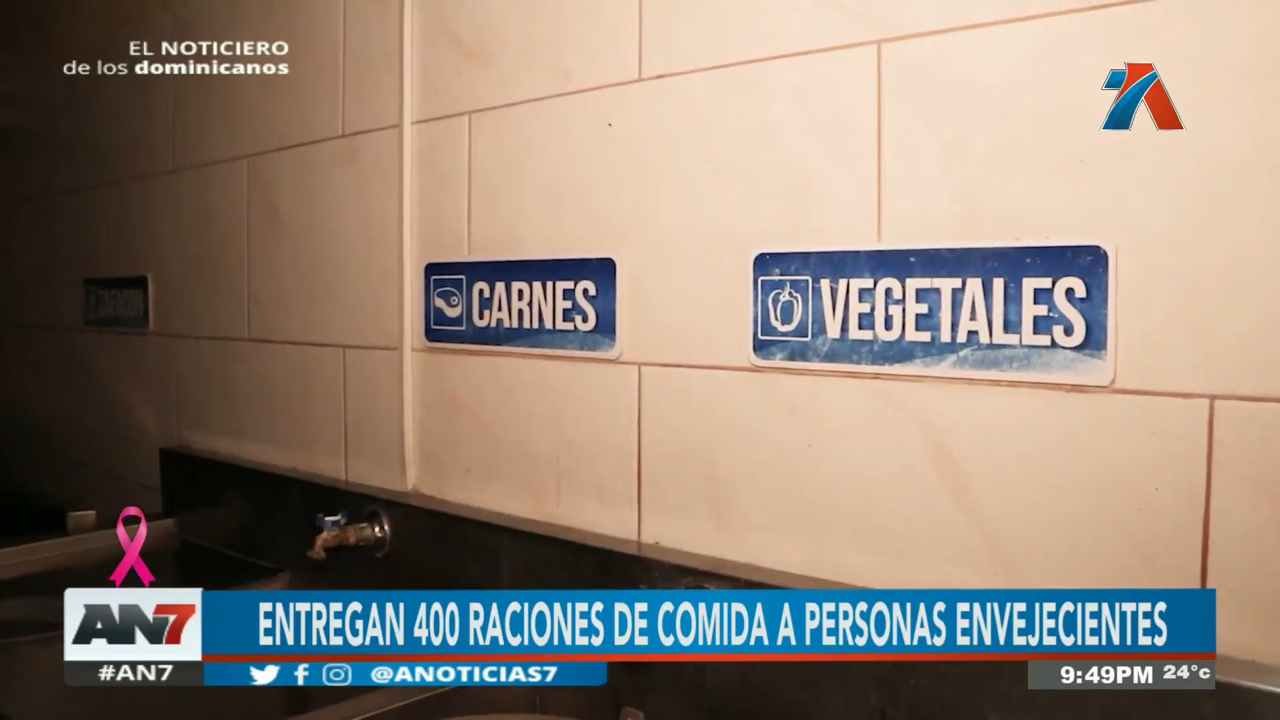 EL NOTICIERO
de los dominicanos
CARNES
VEGETALES
AN7
ENTREGAN 400 RACIONES DE COMIDA A PERSONAS ENVEJECIENTES
#AN7
@ANOTICIAS7
9:49PM 24°c